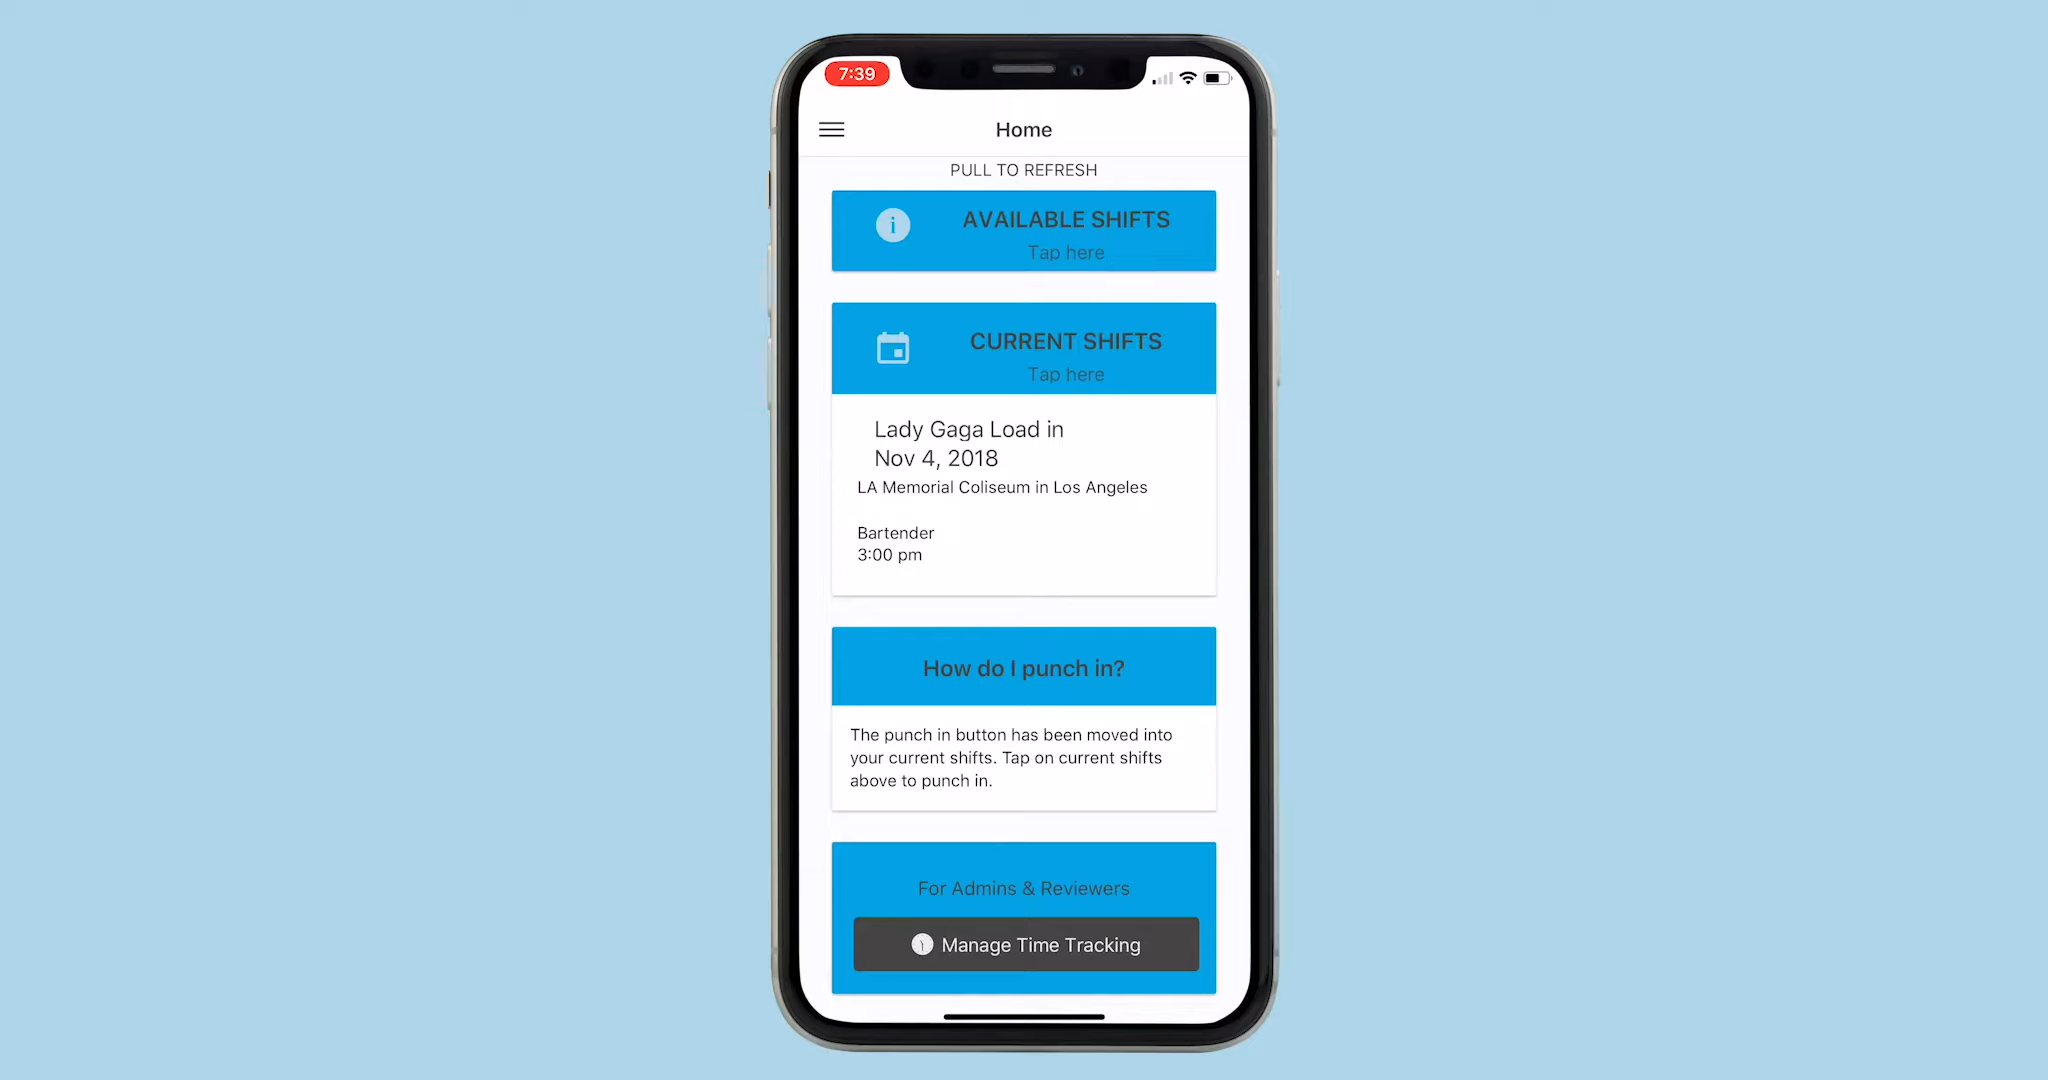 7:39
Home
PULL TO REFRESH
AVAILABLE SHIFTS
Tap here
CURRENT SHIFTS
Tap here
Lady Gaga Load in
Nov 4, 2018
LA Memorial Coliseum in Los Angeles
Bartender
3:00 pm
How do I punch in?
The punch in button has been moved into
your current shifts. Tap on current shifts
above to punch in.
For Admins & Reviewers
Manage Time Tracking